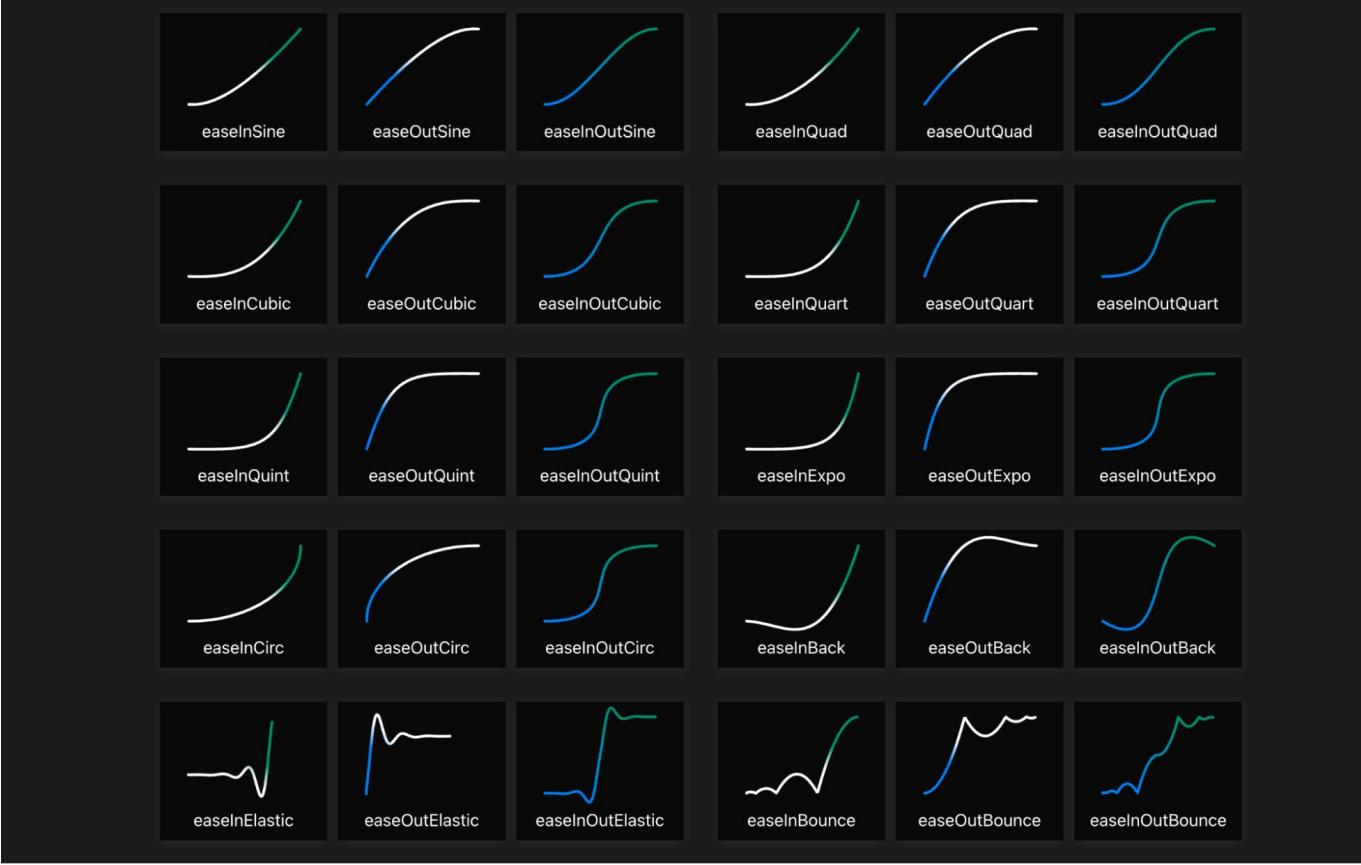 easeInSine
easeOutSine
easeInOutSine
easeInQuad
easeOutQuad
easeInOutQuad
easeInCubic
easeOutCubic
easeInOutCubic
easeInQuart
easeOutQuart
easeInOutQuart
easeInQuint
easeOutQuint
easeInOutQuint
easeInExpo
easeOutExpo
easeInOutExpo
easeInCirc
easeOutCirc
easeInOutCirc
easeInBack
easeOutBack
easeInOutBack
easeInElastic
easeOutElastic
easeInOutElastic
easeInBounce
easeOutBounce
easeInOutBounce